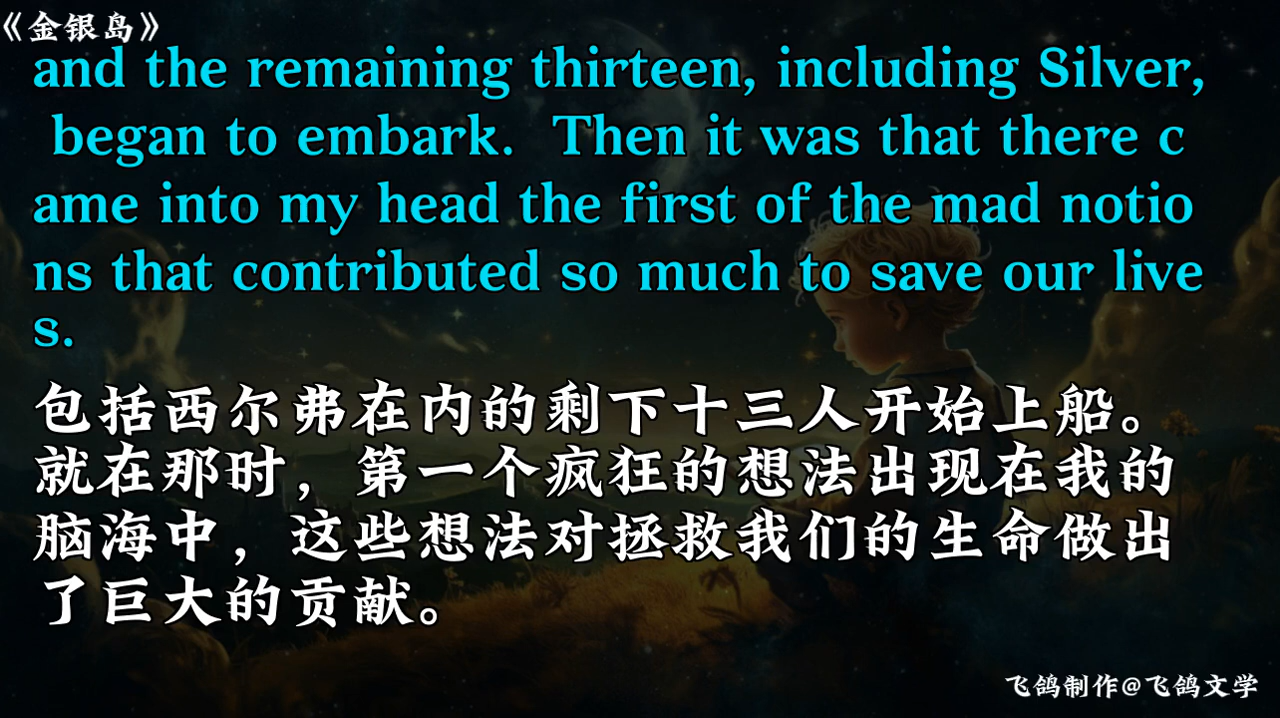 《金银岛》
and the remaining thirteen, including Silver,
began to embark.  Then it was that there c
ame into my head the first of the mad notio
ns that contributed so much to save our live
s.
包括西尔弗在内的剩下十三人开始上船。
就在那时，第一个疯狂的想法出现在我的
脑海中，这些想法对拯救我们的生命做出
了巨大的贡献。
飞鸽制作@飞鸽文学